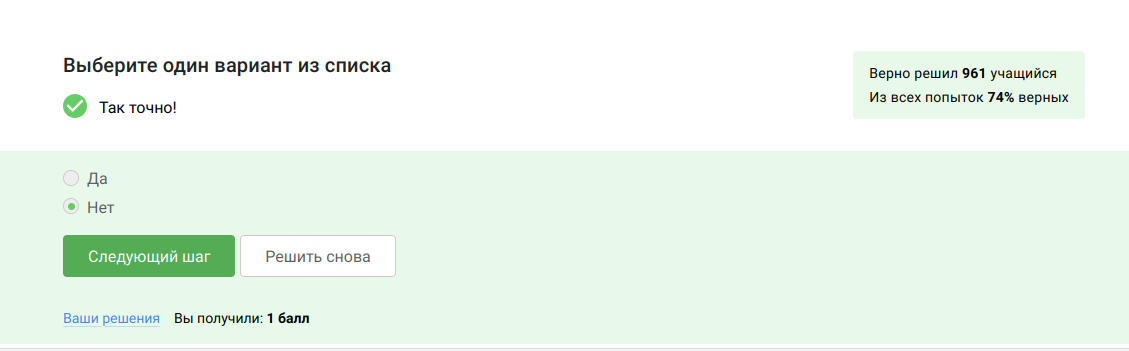 Выберите один вариант из списка
Так точно!
Верно решил 961 учащийся
Из всех попыток 74% верных
Да
Нет
Следующий шаг
Решить снова
Ваши решения Вы получили: 1 балл